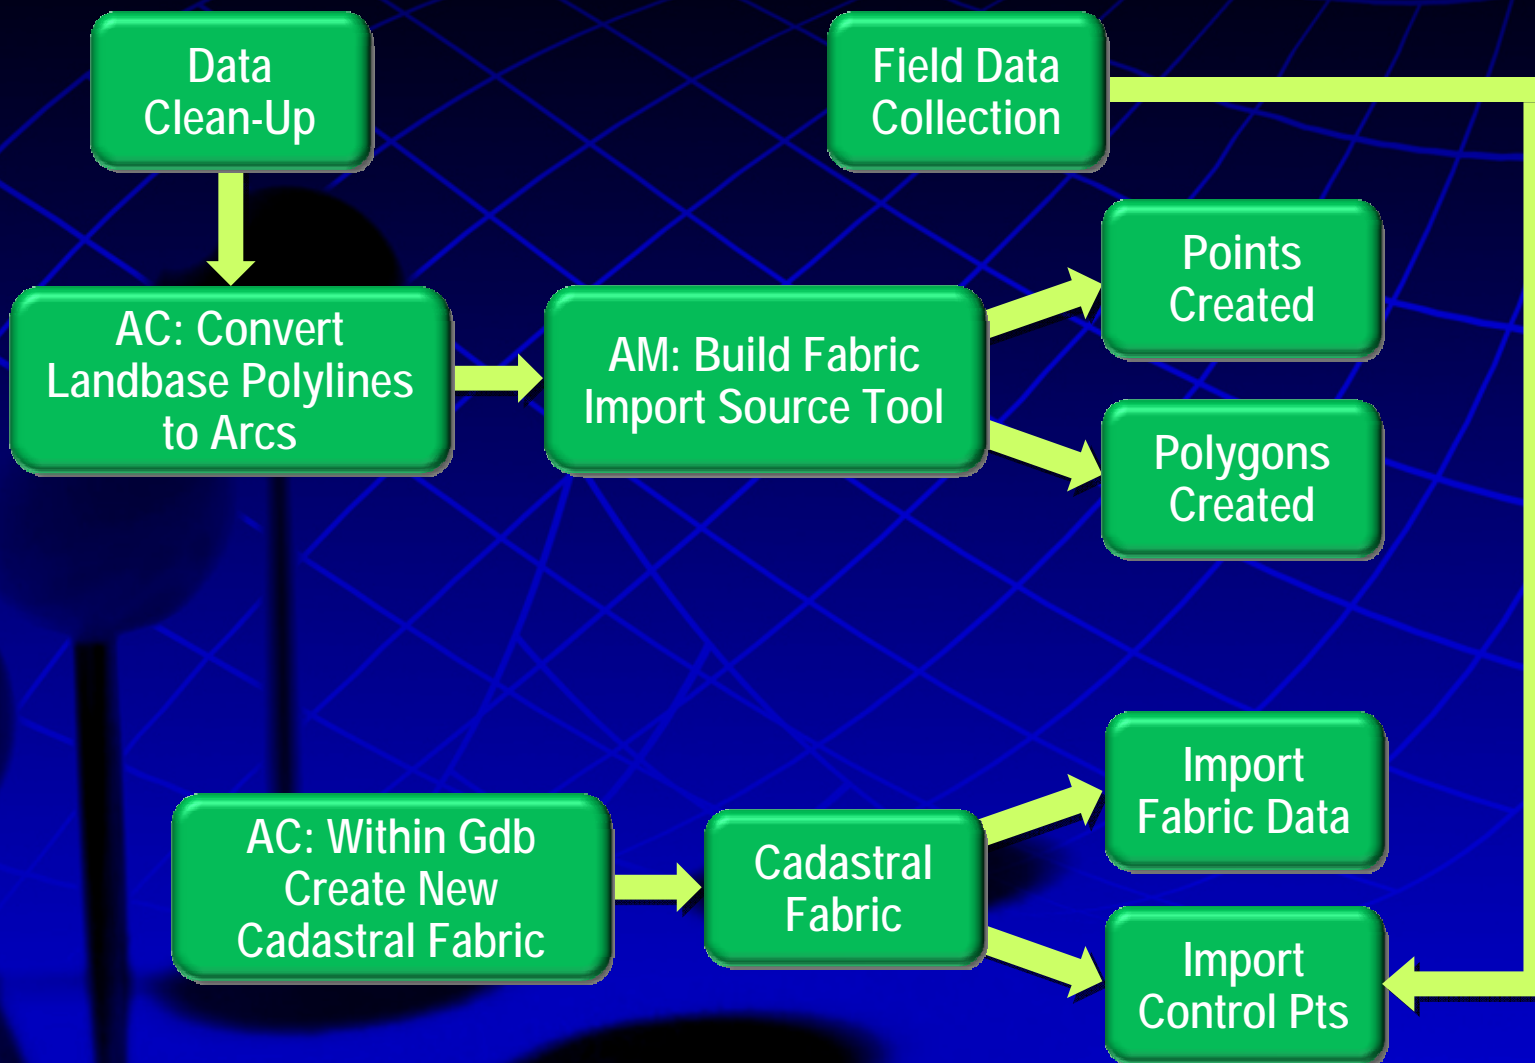 Data
Clean-Up
Field Data
Collection
Points
Created
AC: Convert
Landbase Polylines
to Arcs
AM: Build Fabric
Import Source Tool
Polygons
Created
Import
Fabric Data
AC: Within Gdb
Create New
Cadastral Fabric
Cadastral
Fabric
Import
Control Pts